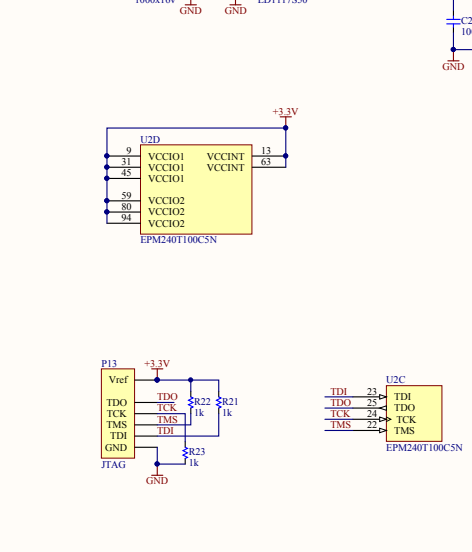 GND
GND
C2
10
GND
+3.3V
U2D
9 VCCIO1 VCCINT 13
31 VCCIO1 VCCINT 63
45 VCCIO1
59 VCCIO2
80 VCCIO2
94 VCCIO2
EPM240T100C5N
P13 +3.3V
Vref
TDO TDO
TCK TCK
TMS TMS
TDI TDI
GND
JTAG
R22
1k
R21
1k
R23
1k
GND
U2C
TDI 23 TDI
TDO 25 TDO
TCK 24 TCK
TMS 22 TMS
EPM240T100C5N